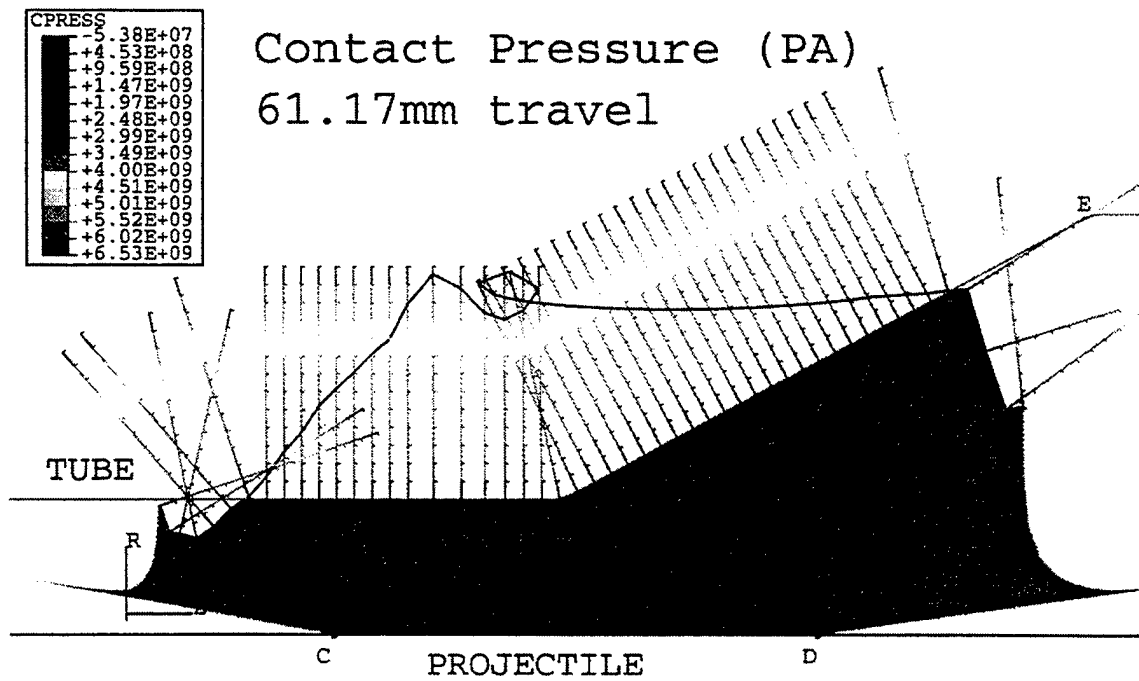 CPRESS
-5.38E+07
+4.53E+08
+9.59E+08
+1.47E+09
+1.97E+09
+2.48E+09
+2.99E+09
+3.49E+09
+4.00E+09
+4.51E+09
+5.01E+09
+5.52E+09
+6.02E+09
+6.53E+09
Contact Pressure (PA)
61.17mm travel
E
TUBE
R
C
D
PROJECTILE